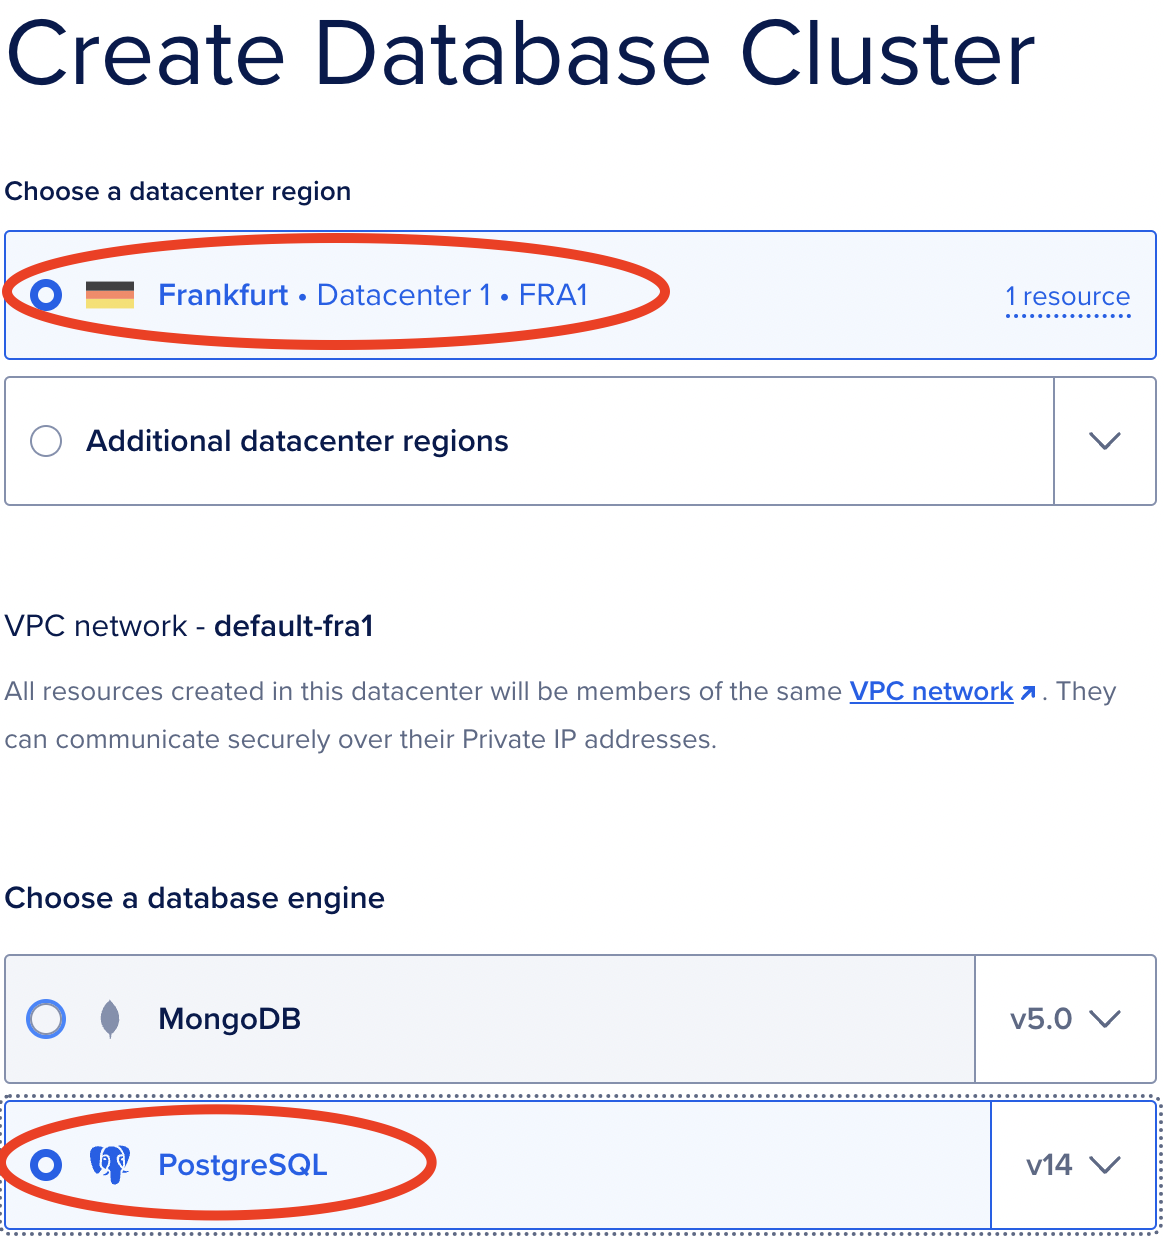 Create Database Cluster
Choose a datacenter region
Frankfurt • Datacenter 1 • FRA1
1 resource
Additional datacenter regions
VPC network - default-fra1
All resources created in this datacenter will be members of the same VPC network . They
can communicate securely over their Private IP addresses.
Choose a database engine
MongoDB
v5.0
PostgreSQL
v14